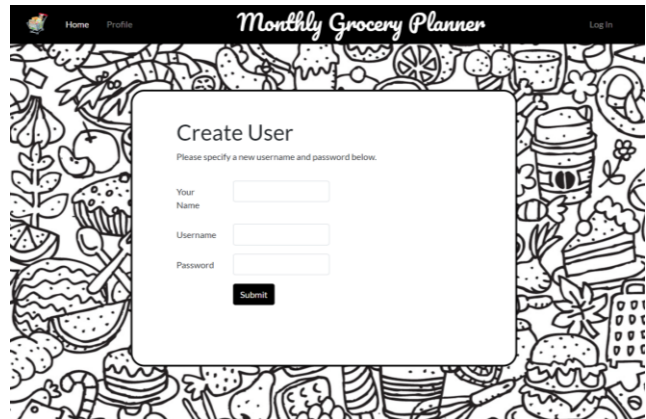 Home Profile Monthly Grocery Planner Log In
Create User
Please specify a new username and password below.
Your
Name
Username
Password
Submit